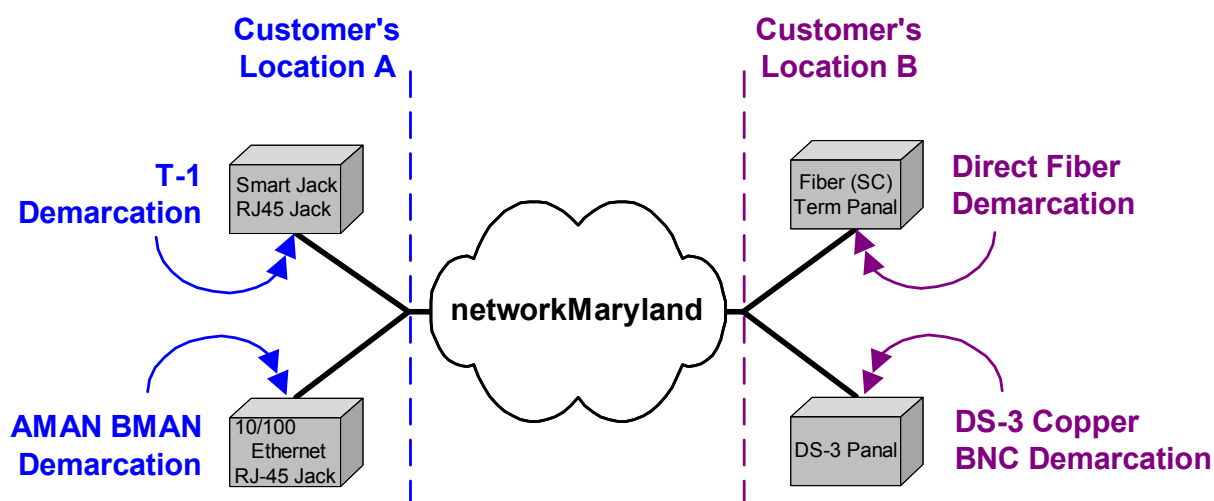 Customer's
Location A
Customer's
Location B
T-1
Demarcation
Smart Jack
RJ45 Jack
Fiber (SC)
Term Panal
Direct Fiber
Demarcation
networkMaryland
AMAN BMAN
Demarcation
10/100
Ethernet
RJ-45 Jack
DS-3 Panal
DS-3 Copper
BNC Demarcation